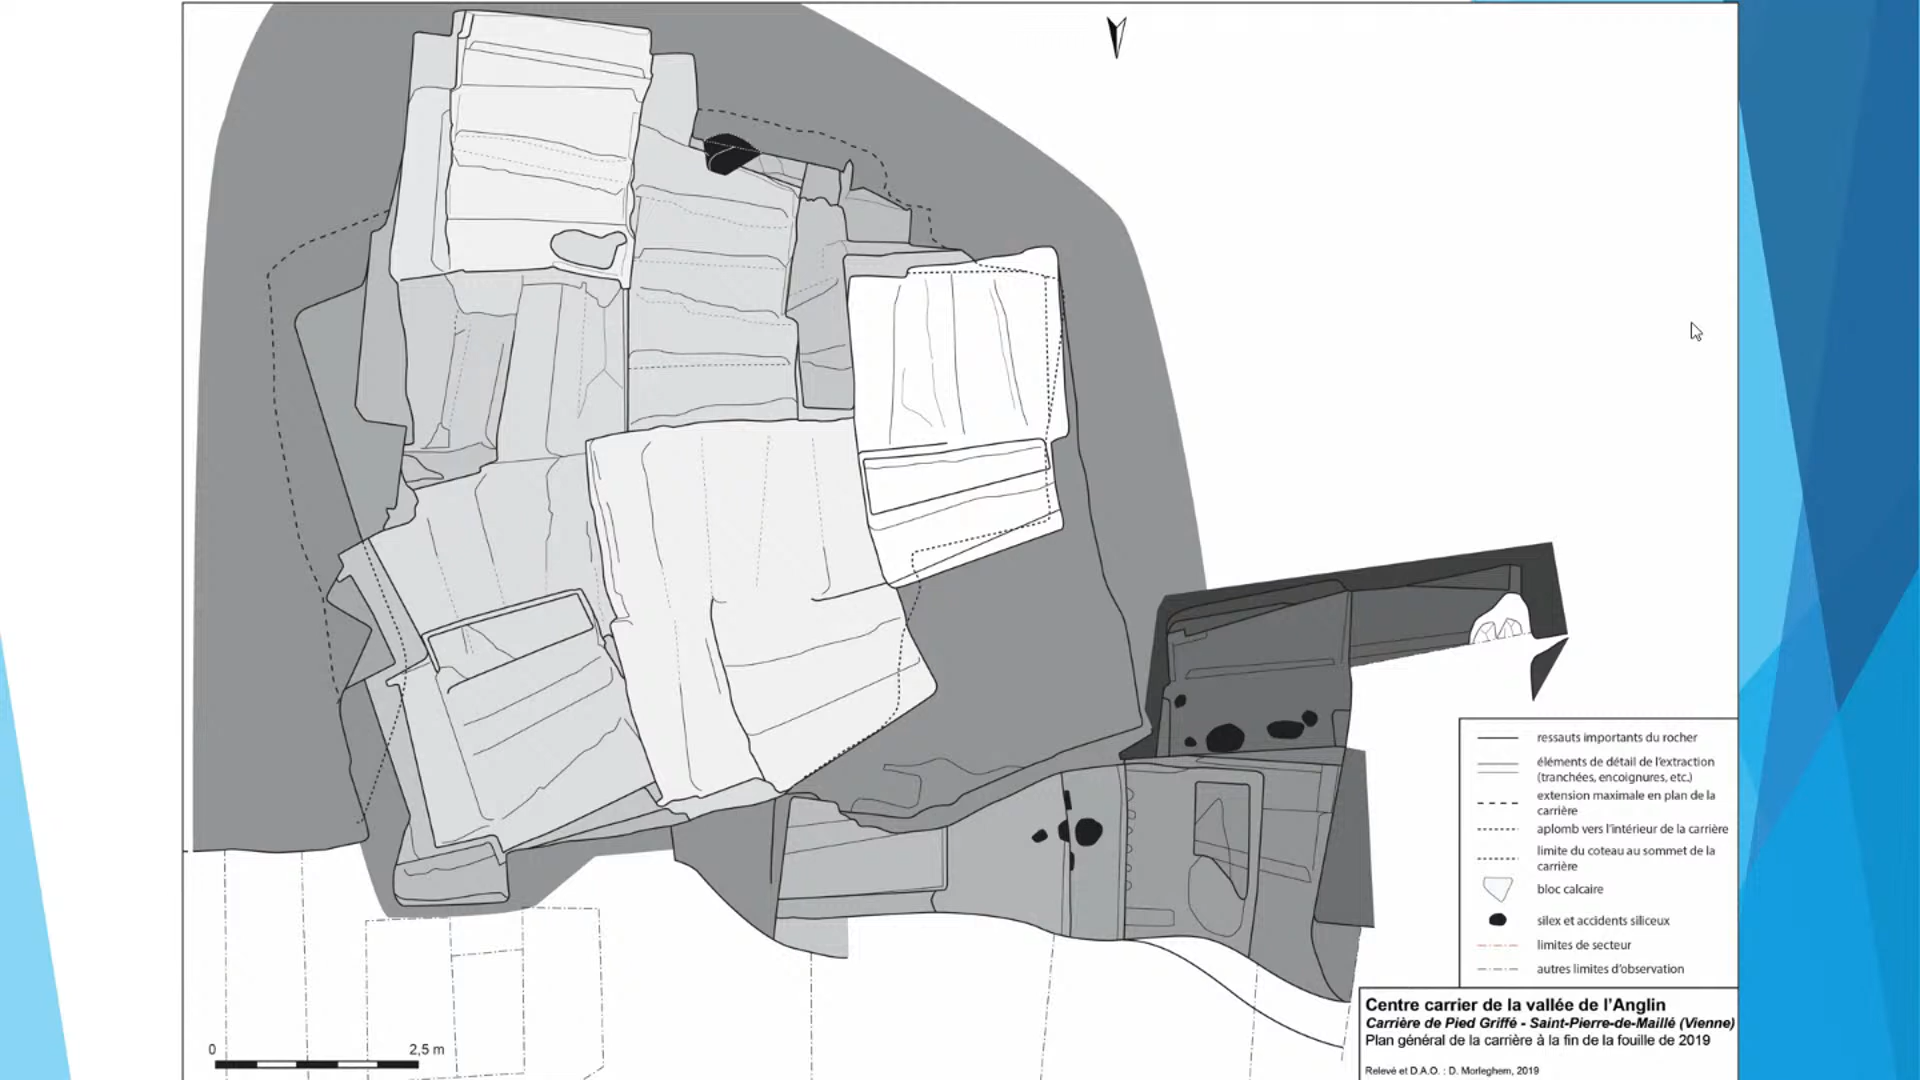 ressauts importants du rocher
éléments de détail de l'extraction
(tranchées, encoignures, etc.)
extension maximale en plan de la
carrière
aplomb vers l'intérieur de la carrière
limite du coteau au sommet de la
carrière
bloc calcaire
silex et accidents siliceux
limites de secteur
autres limites d'observation
Centre carrier de la vallée de l'Anglin
Carrière de Pied Griffé - Saint-Pierre-de-Maillé (Vienne)
Plan général de la carrière à la fin de la fouille de 2019
Relevé et D.A.O. : D. Morleghem, 2019
0 2,5 m